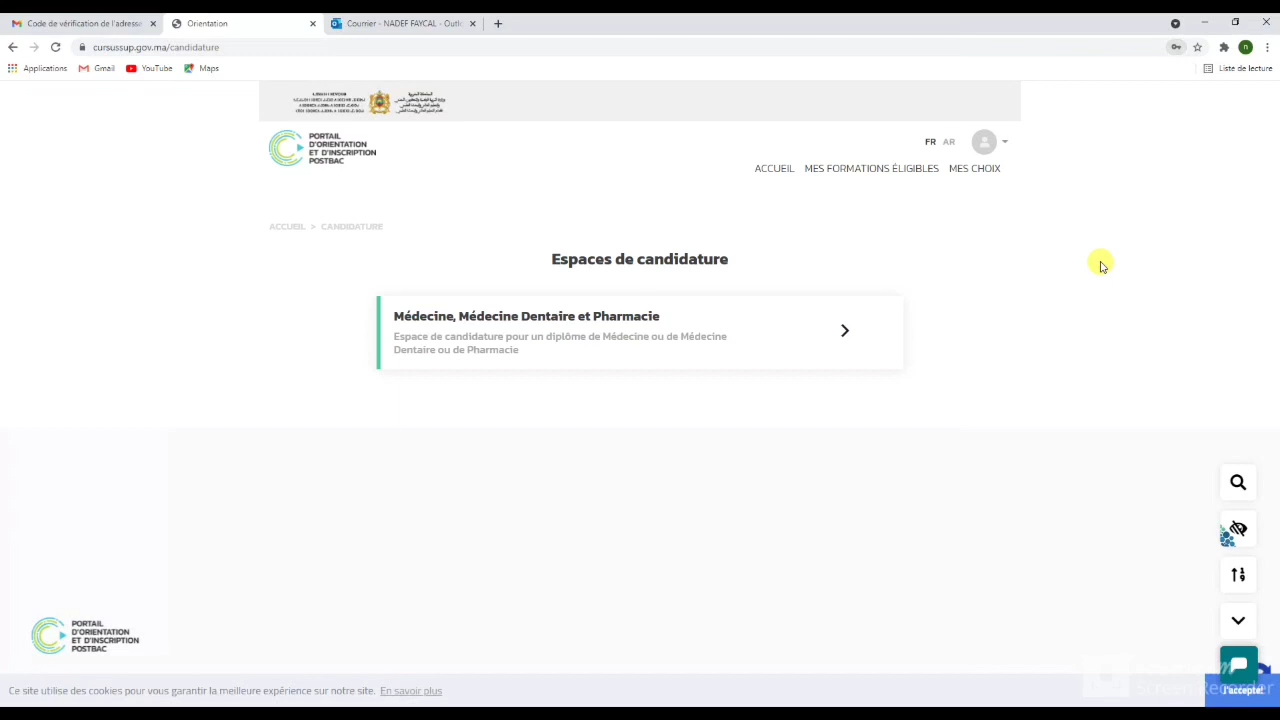 Code de vérification de l'adresse
Orientation
Courrier - NADEF FAYCAL - Outl
cursussup.gov.ma/candidature
n
Applications
Gmail
YouTube
Maps
Liste de lecture
PORTAIL
D'ORIENTATION
ET D'INSCRIPTION
POSTBAC
FR AR
ACCUEIL MES FORMATIONS ÉLIGIBLES MES CHOIX
ACCUEIL > CANDIDATURE
Espaces de candidature
Médecine, Médecine Dentaire et Pharmacie
Espace de candidature pour un diplôme de Médecine ou de Médecine
Dentaire ou de Pharmacie
PORTAIL
D'ORIENTATION
ET D'INSCRIPTION
POSTBAC
Ce site utilise des cookies pour vous garantir la meilleure expérience sur notre site. En savoir plus
J'accepte!
Screen Recorder